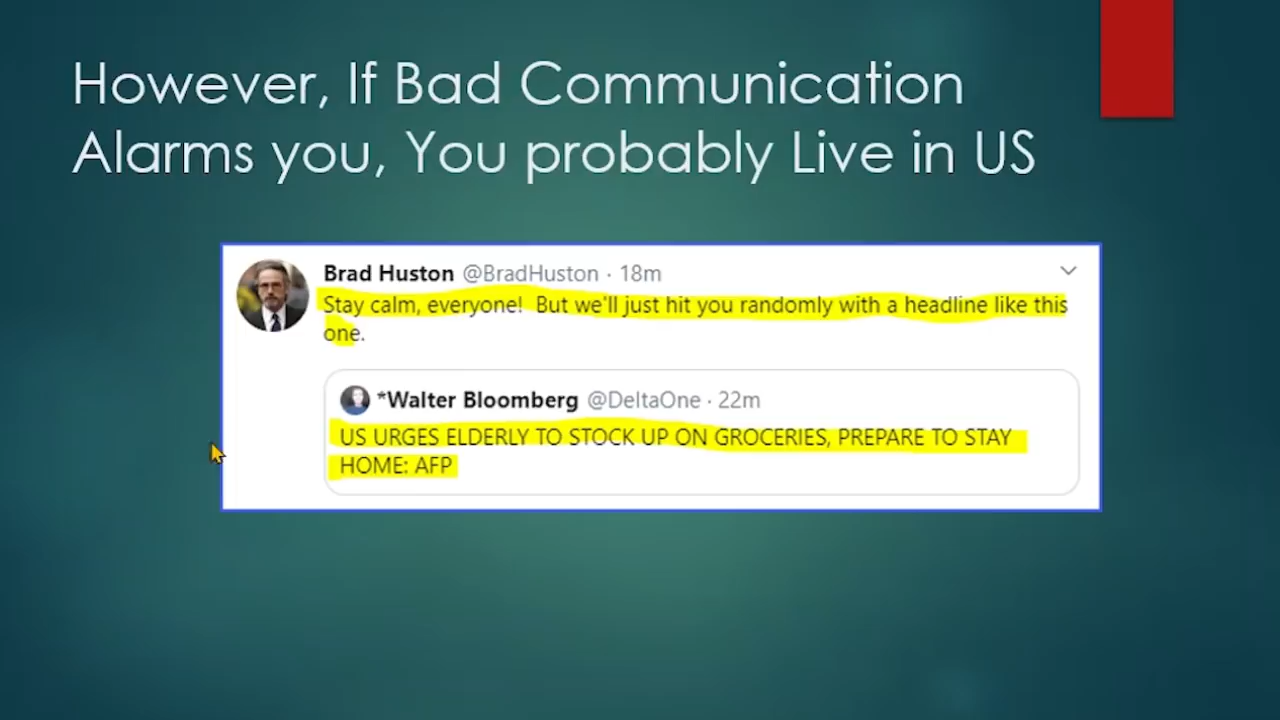 However, If Bad Communication
Alarms you, You probably Live in US
Brad Huston @BradHuston · 18m
Stay calm, everyone! But we'll just hit you randomly with a headline like this
one.
*Walter Bloomberg @DeltaOne · 22m
US URGES ELDERLY TO STOCK UP ON GROCERIES, PREPARE TO STAY
HOME: AFP